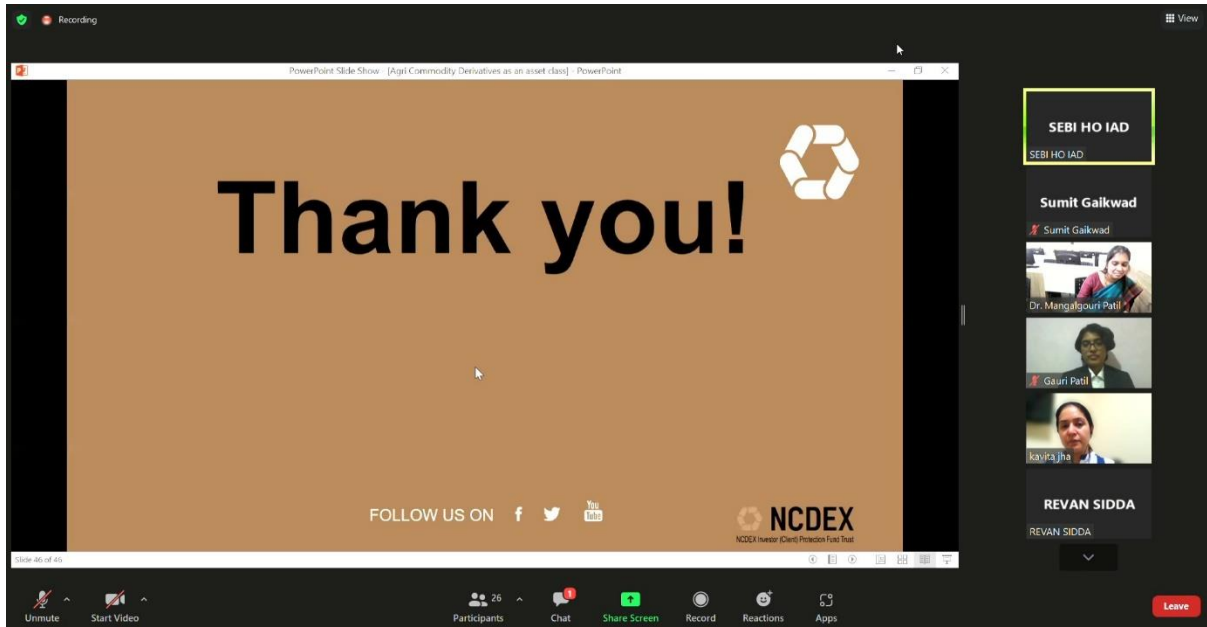 Recording
View
PowerPoint Slide Show - [Agri Commodity Derivatives as an asset class] - PowerPoint
Thank you!
FOLLOW US ON f You Tube
NCDEX
NCDEX Investor (Client) Protection Fund Trust
Slide 46 of 46
SEBI HO IAD
SEBI HO IAD
Sumit Gaikwad
Sumit Gaikwad
Dr. Mangalgouri Patil
Gauri Patil
kavita jha
REVAN SIDDA
REVAN SIDDA
Unmute
Start Video
26
Participants
1
Chat
Share Screen
Record
Reactions
Apps
Leave